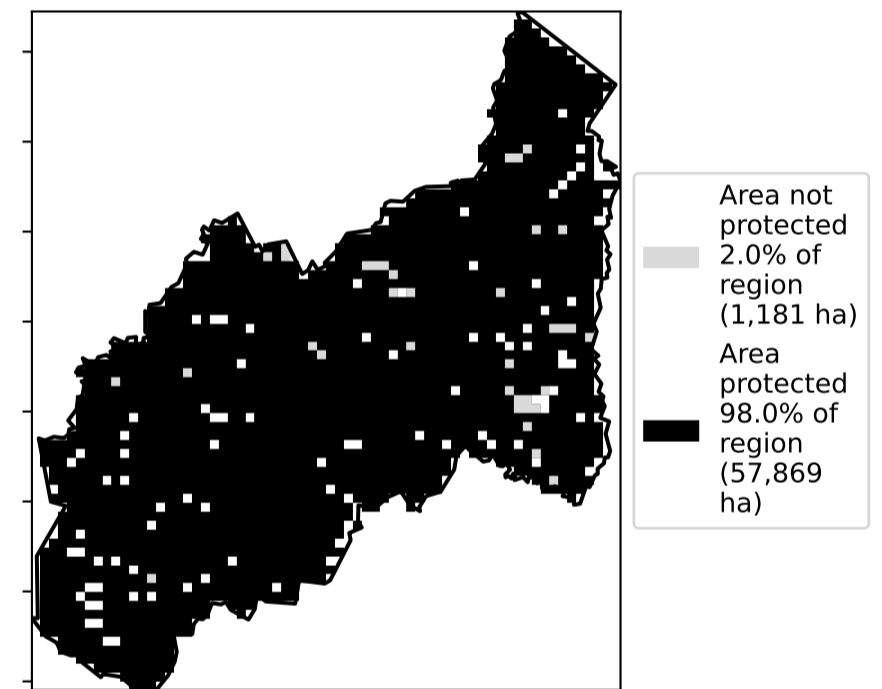 Area not
protected
2.0% of
region
(1,181 ha)
Area
protected
98.0% of
region
(57,869
ha)